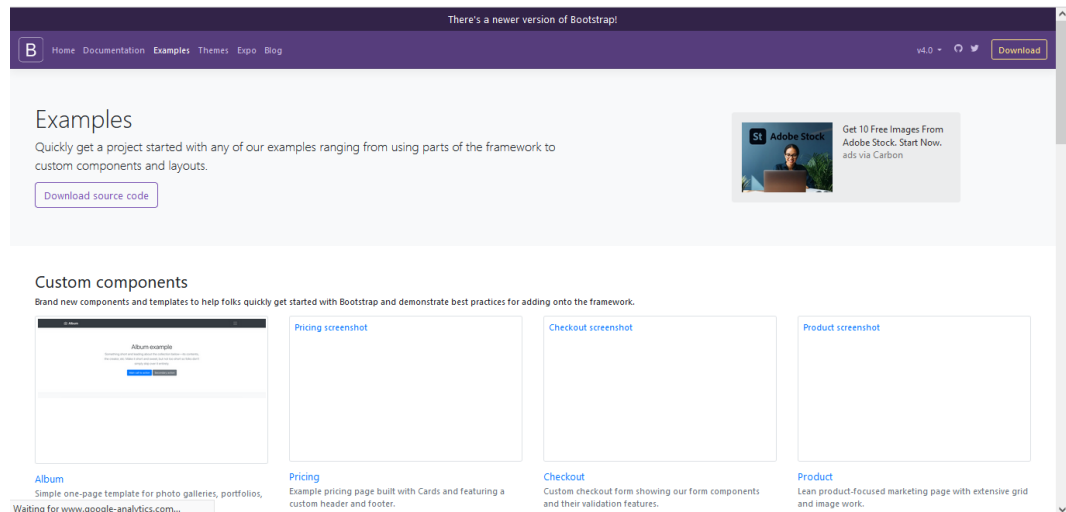 There's a newer version of Bootstrap!
B Home Documentation Examples Themes Expo Blog v4.0 Download
Examples
Quickly get a project started with any of our examples ranging from using parts of the framework to
custom components and layouts.
Download source code
St Adobe Stock
Get 10 Free Images From
Adobe Stock. Start Now.
ads via Carbon
Custom components
Brand new components and templates to help folks quickly get started with Bootstrap and demonstrate best practices for adding onto the framework.
Album
Album example
Pricing screenshot
Checkout screenshot
Product screenshot
Album
Simple one-page template for photo galleries, portfolios,
Pricing
Example pricing page built with Cards and featuring a
custom header and footer.
Checkout
Custom checkout form showing our form components
and their validation features.
Product
Lean product-focused marketing page with extensive grid
and image work.
Waiting for www.google-analytics.com...